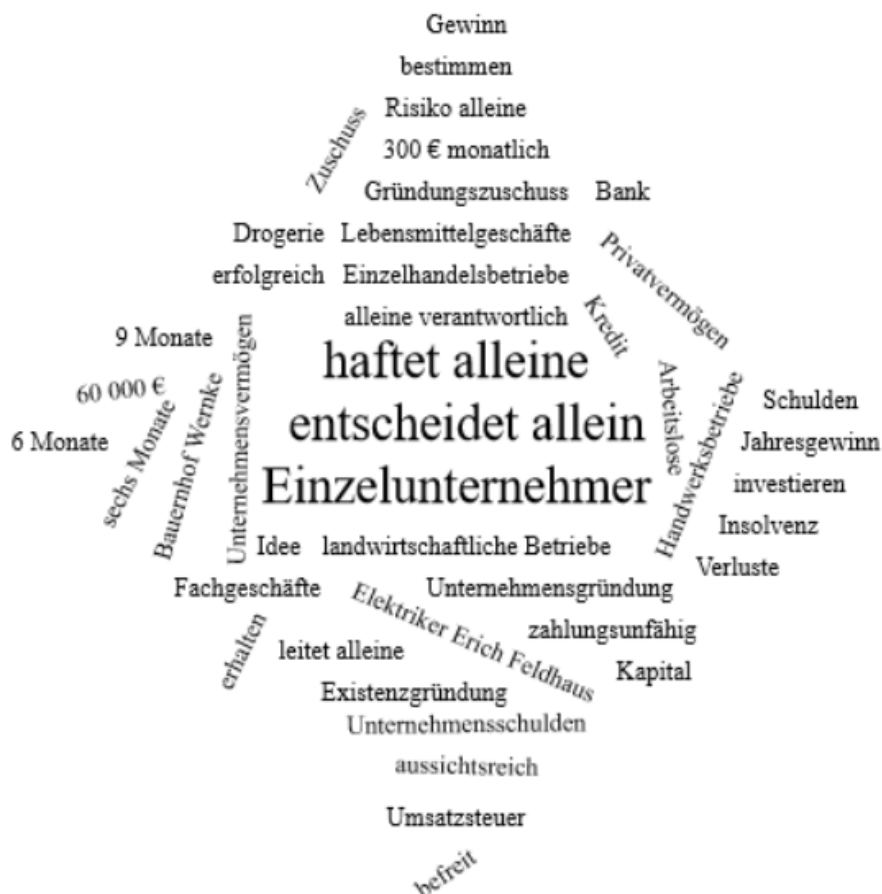 Gewinn
bestimmen
Risiko alleine
Zuschuss
300 € monatlich
Gründungszuschuss Bank
Drogerie Lebensmittelgeschäfte
Privatvermögen
erfolgreich Einzelhandelsbetriebe
alleine verantwortlich
Kredit
9 Monate
haftet alleine
60 000 €
Arbeitslose
Schulden
entscheidet allein
6 Monate
Jahresgewinn
sechs Monate
Bauernhof Wernke
Unternehmensvermögen
Handwerksbetriebe
Einzelunternehmer
investieren
Insolvenz
Idee landwirtschaftliche Betriebe
Verluste
Fachgeschäfte
Unternehmensgründung
Elektriker Erich Feldhaus
zahlungsunfähig
erhalten
leitet alleine
Kapital
Existenzgründung
Unternehmensschulden
aussichtsreich
Umsatzsteuer
befreit